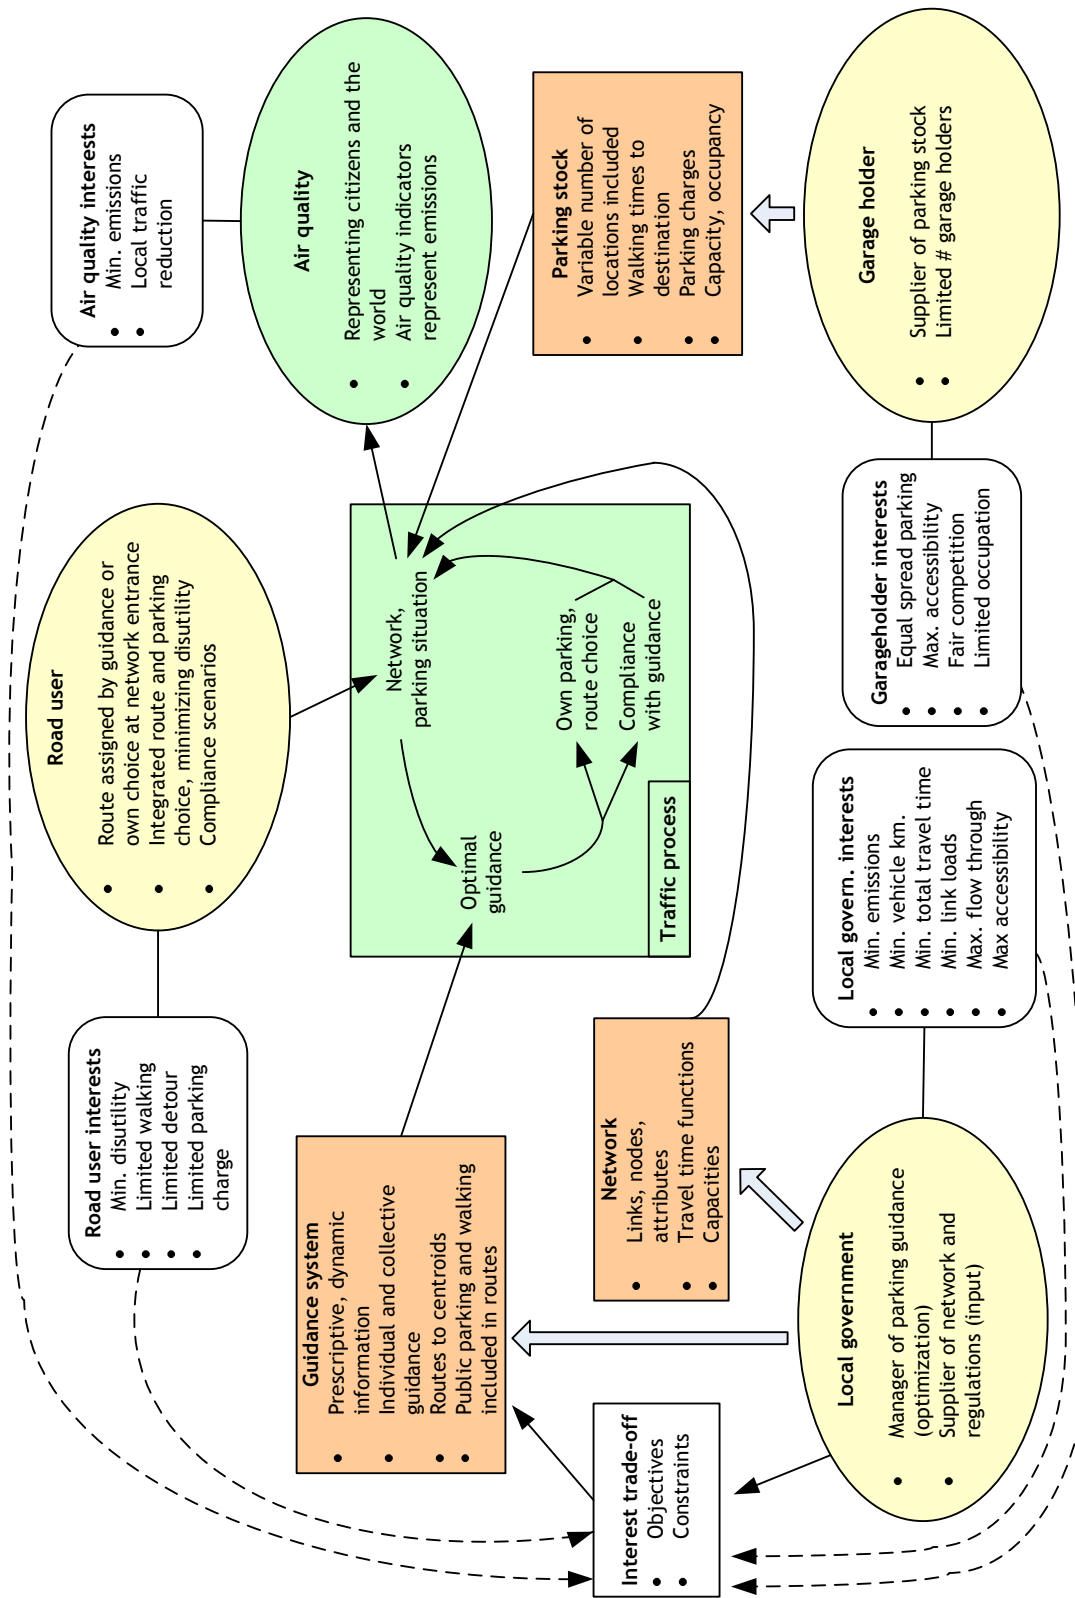 Air quality interests
• Min. emissions
• Local traffic
reduction
Road user
• Route assigned by guidance or
own choice at network entrance
• Integrated route and parking
choice, minimizing disutility
• Compliance scenarios
Road user interests
• Min. disutility
• Limited walking
• Limited detour
• Limited parking
charge
Air quality
• Representing citizens and the
world
• Air quality indicators
represent emissions
Guidance system
• Prescriptive, dynamic
information
• Individual and collective
guidance
• Routes to centroids
• Public parking and walking
included in routes
Network,
parking situation
Optimal
guidance
Own parking,
route choice
Compliance
with guidance
Traffic process
Parking stock
• Variable number of
locations included
• Walking times to
destination
• Parking charges
• Capacity, occupancy
Interest trade-off
• Objectives
• Constraints
Network
• Links, nodes,
attributes
• Travel time functions
• Capacities
Local government
• Manager of parking guidance
(optimization)
• Supplier of network and
regulations (input)
Local govern. interests
• Min. emissions
• Min. vehicle km.
• Min. total travel time
• Min. link loads
• Max. flow through
• Max accessibility
Garageholder interests
• Equal spread parking
• Max. accessibility
• Fair competition
• Limited occupation
Garage holder
• Supplier of parking stock
• Limited # garage holders